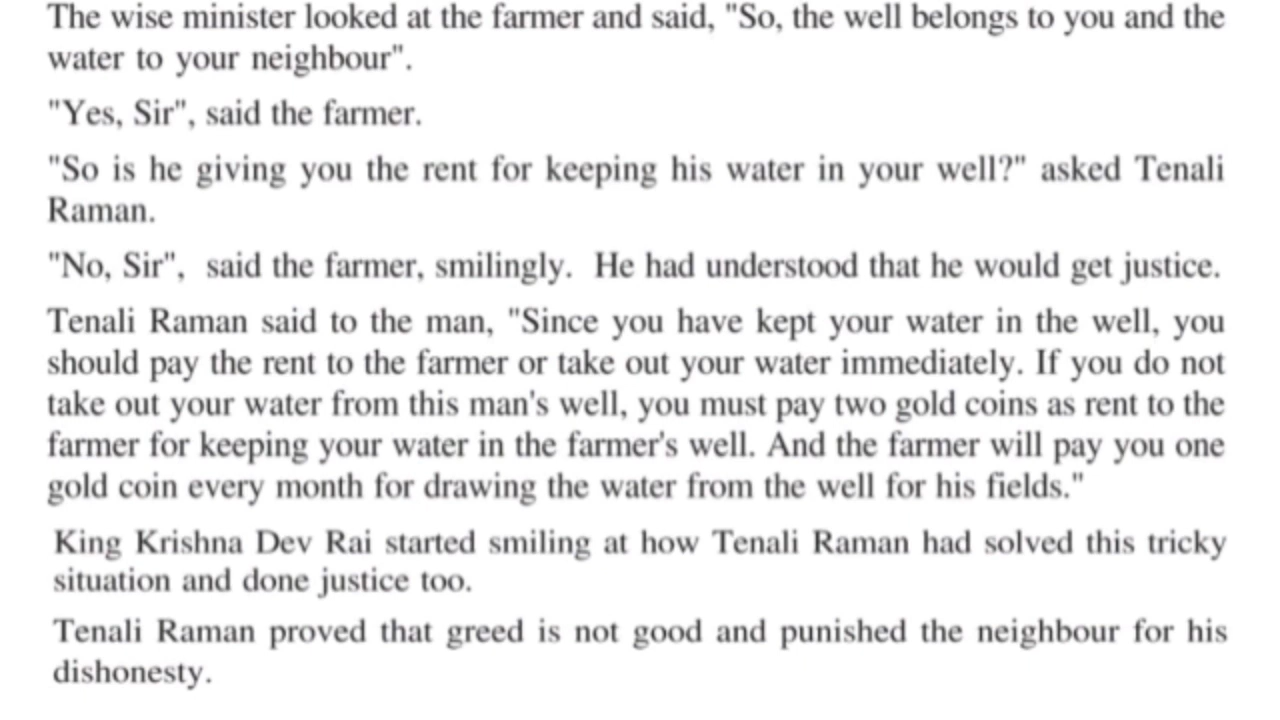 The wise minister looked at the farmer and said, "So, the well belongs to you and the
water to your neighbour".
"Yes, Sir", said the farmer.
"So is he giving you the rent for keeping his water in your well?" asked Tenali
Raman.
"No, Sir",  said the farmer, smilingly.  He had understood that he would get justice.
Tenali Raman said to the man, "Since you have kept your water in the well, you
should pay the rent to the farmer or take out your water immediately. If you do not
take out your water from this man's well, you must pay two gold coins as rent to the
farmer for keeping your water in the farmer's well. And the farmer will pay you one
gold coin every month for drawing the water from the well for his fields."
King Krishna Dev Rai started smiling at how Tenali Raman had solved this tricky
situation and done justice too.
Tenali Raman proved that greed is not good and punished the neighbour for his
dishonesty.